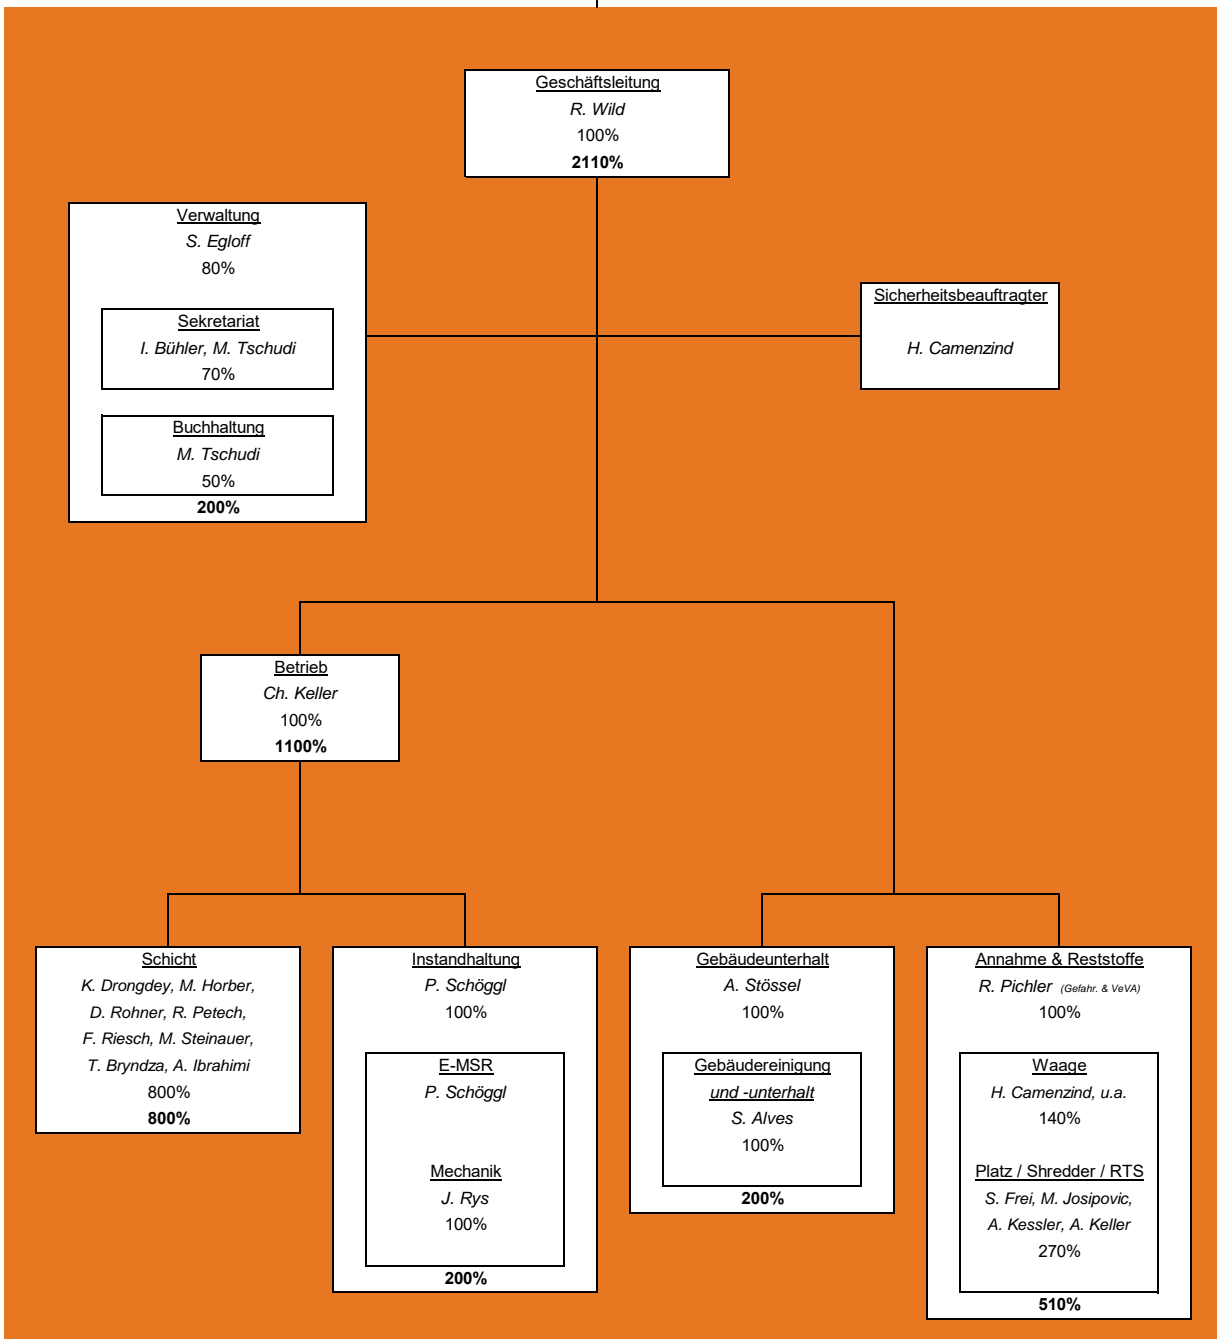 Geschäftsleitung
R. Wild
100%
2110%
Verwaltung
S. Egloff
80%
Sekretariat
I. Bühler, M. Tschudi
70%
Buchhaltung
M. Tschudi
50%
200%
Sicherheitsbeauftragter
H. Camenzind
Betrieb
Ch. Keller
100%
1100%
Schicht
K. Drongdey, M. Horber,
D. Rohner, R. Petech,
F. Riesch, M. Steinauer,
T. Bryndza, A. Ibrahimi
800%
800%
Instandhaltung
P. Schöggl
100%
E-MSR
P. Schöggl
Mechanik
J. Rys
100%
200%
Gebäudeunterhalt
A. Stössel
100%
Gebäudereinigung
und -unterhalt
S. Alves
100%
200%
Annahme & Reststoffe
R. Pichler (Gefahr. & VeVA)
100%
Waage
H. Camenzind, u.a.
140%
Platz / Shredder / RTS
S. Frei, M. Josipovic,
A. Kessler, A. Keller
270%
510%